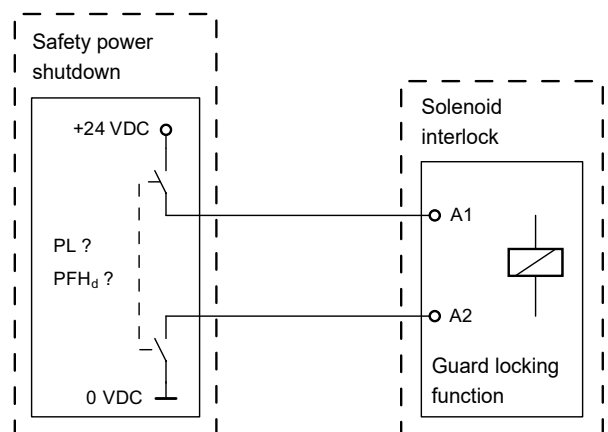 Safety power
shutdown
+24 VDC
PL ?
PFHd ?
0 VDC
Solenoid
interlock
A1
A2
Guard locking
function